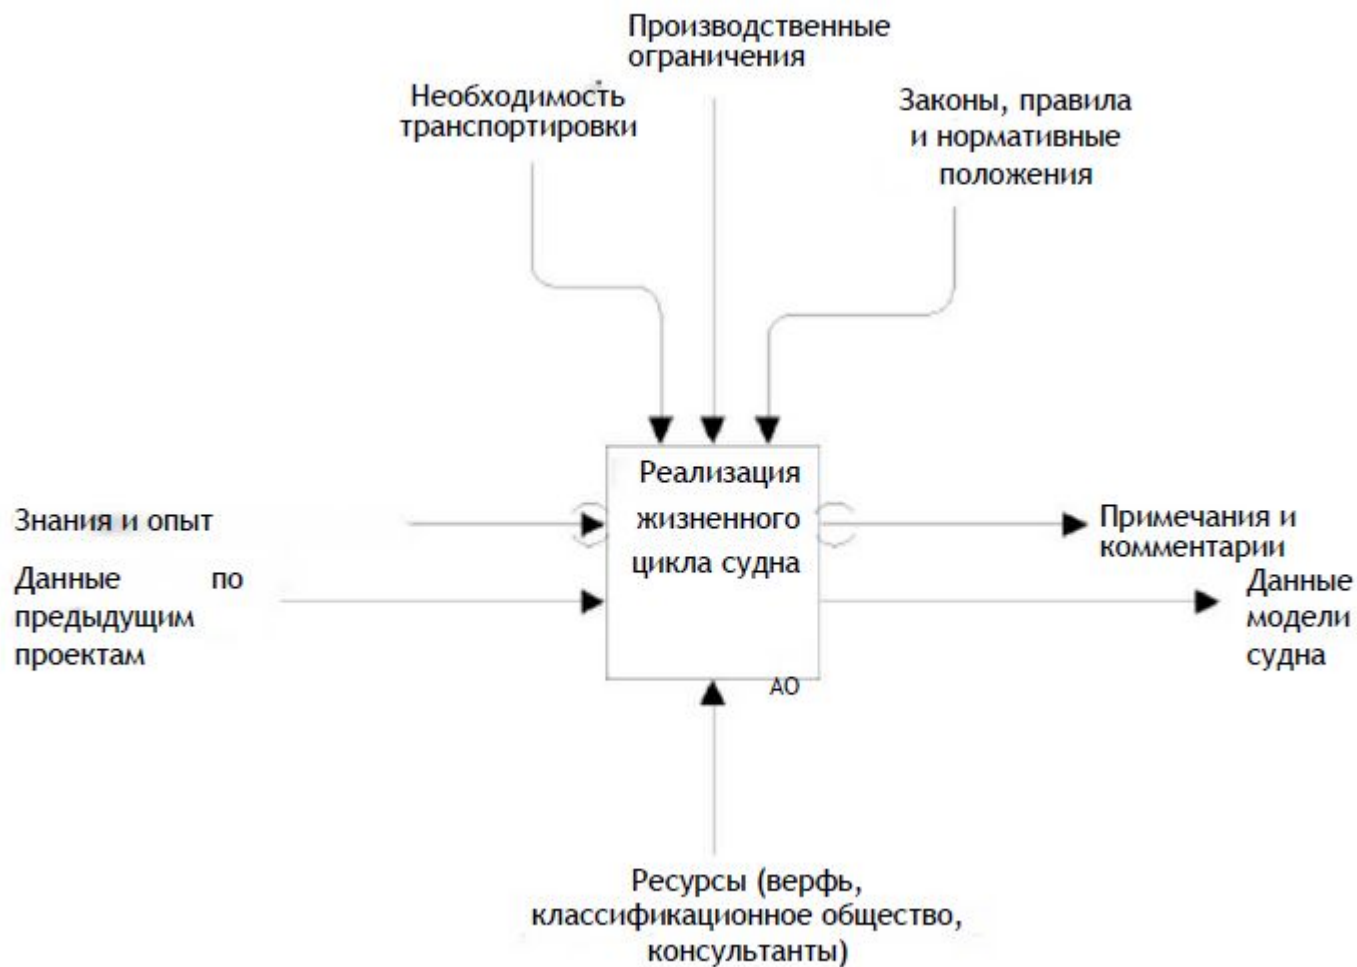 Производственные
ограничения
Необходимость
транспортировки
Законы, правила
и нормативные
положения
Реализация
жизненного
цикла судна
Знания и опыт
Данные по
предыдущим
проектам
Примечания и
комментарии
Данные
модели
судна
АО
Ресурсы (верфь,
классификационное общество,
консультанты)